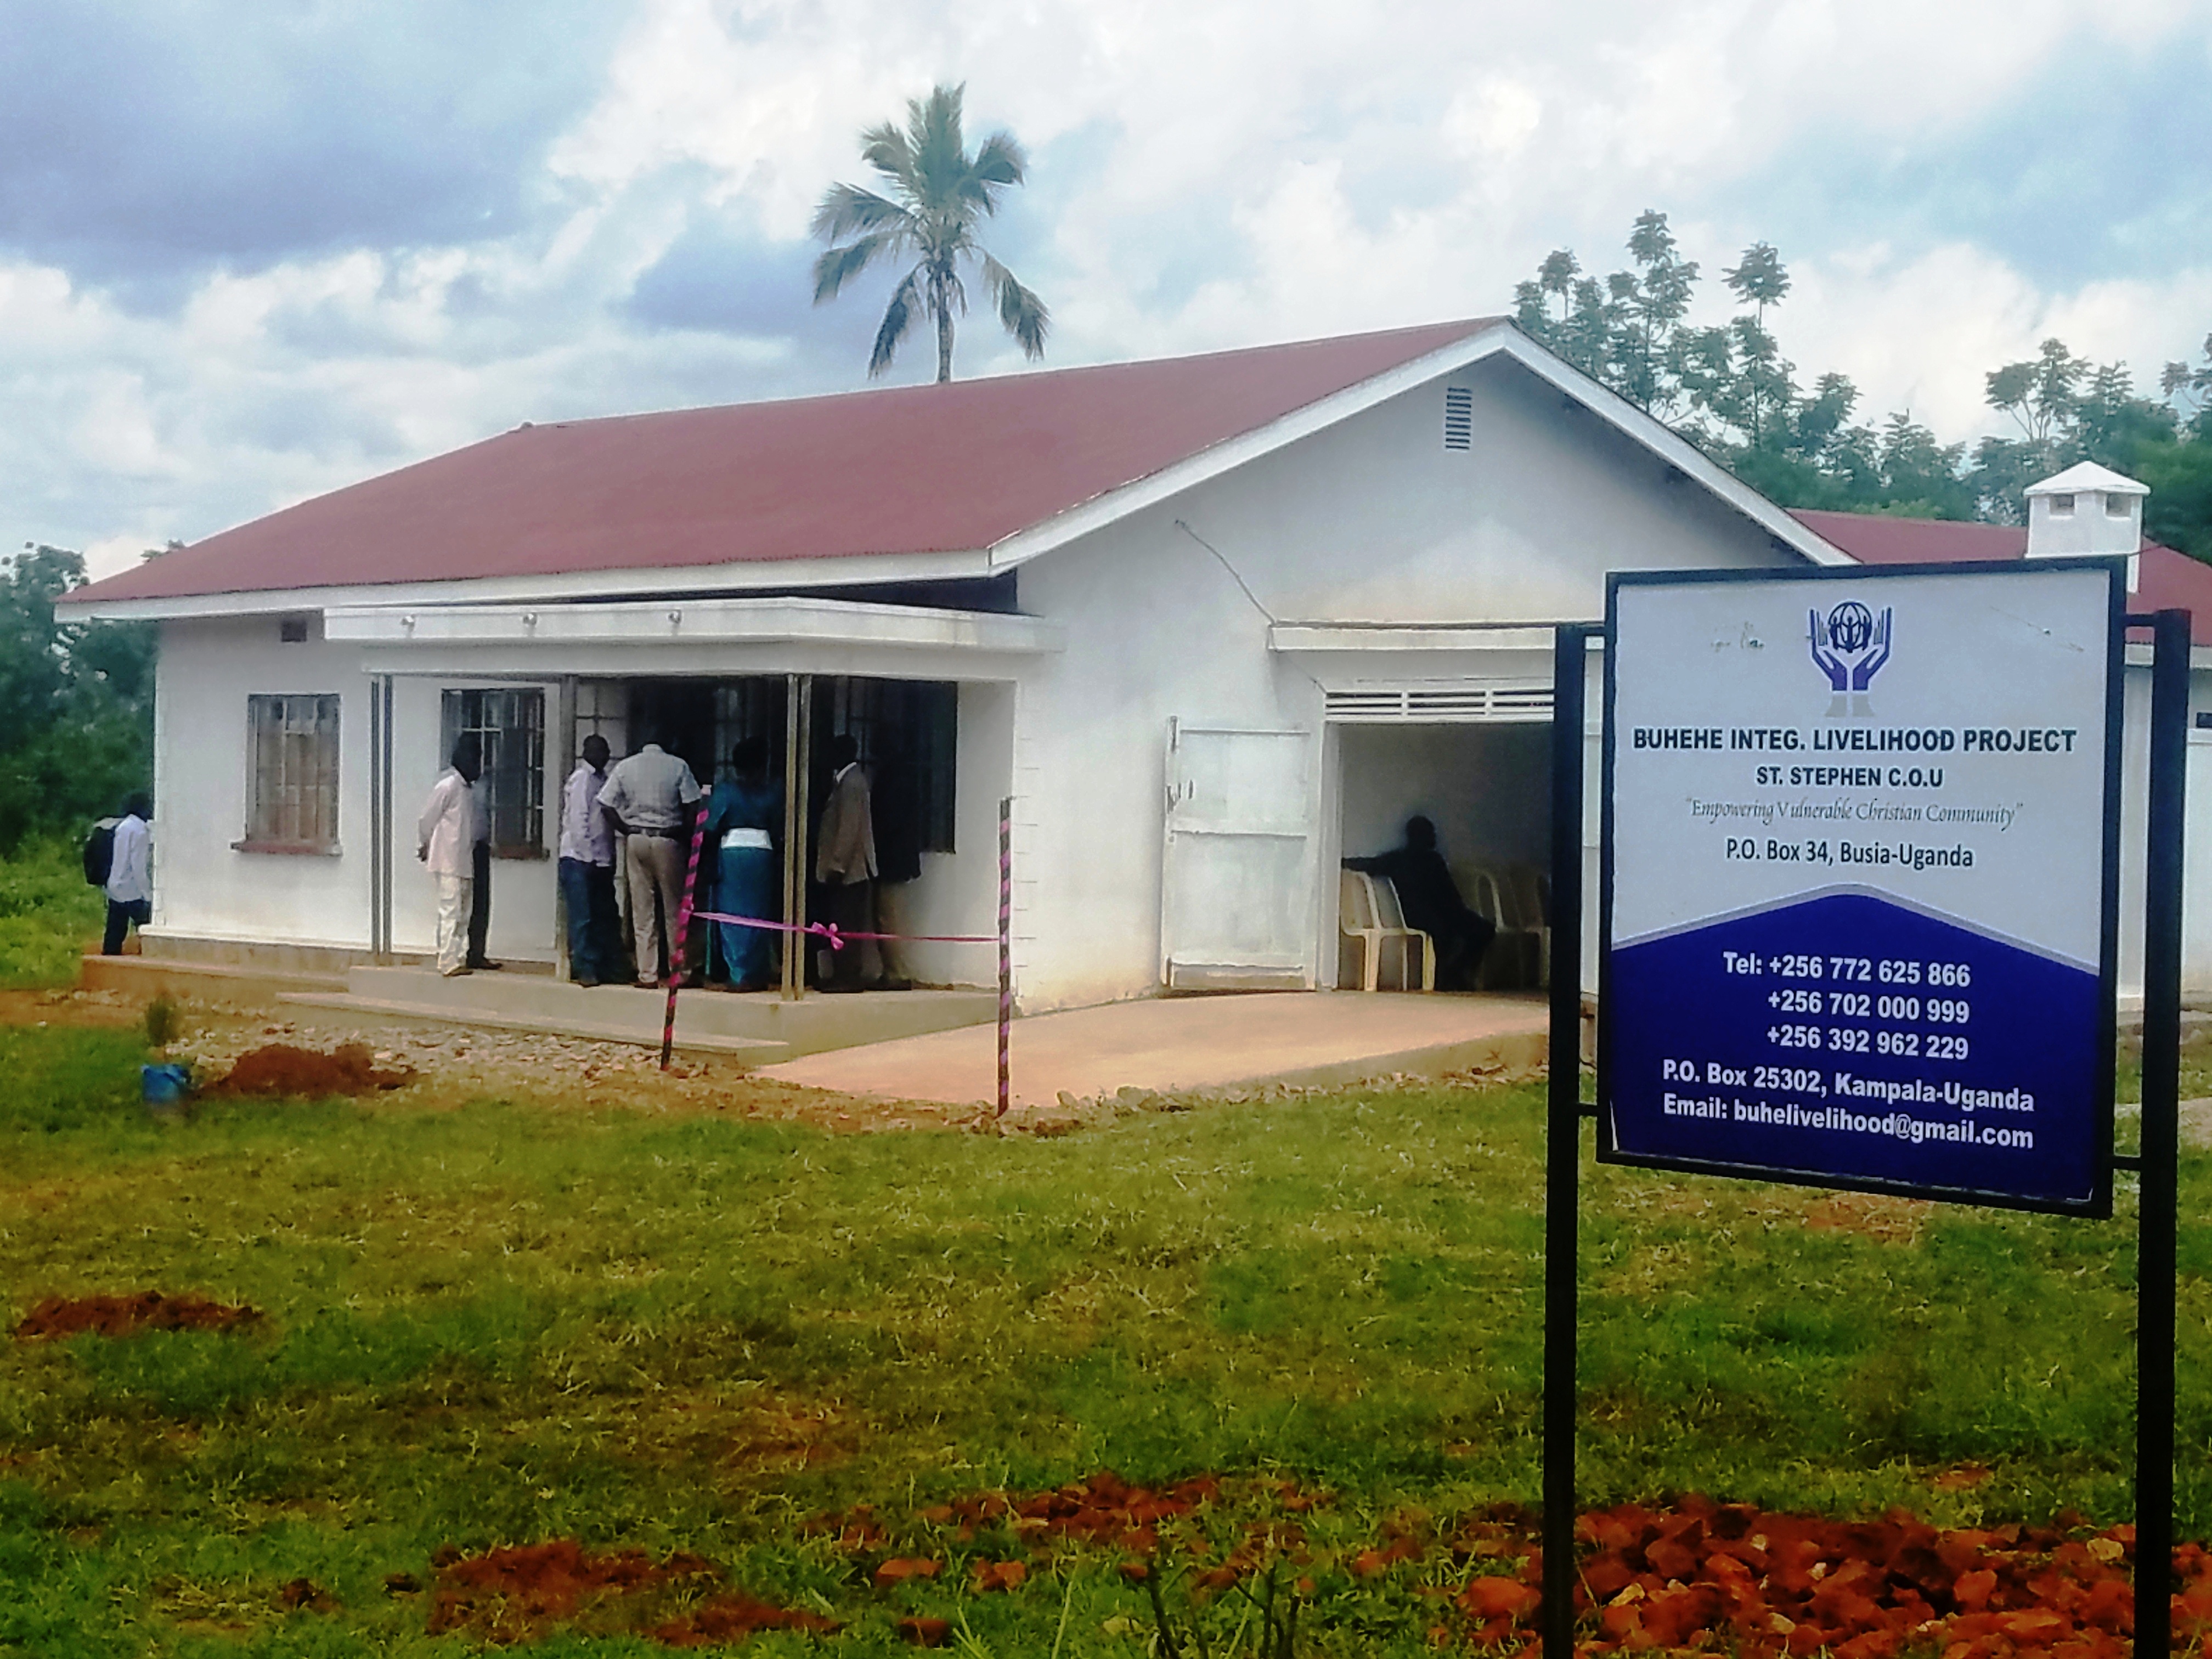 BUHEHE INTEG. LIVELIHOOD PROJECT
ST. STEPHEN C.O.U
"Empowering Vulnerable Christian Community"
P.O. Box 34, Busia-Uganda
Tel: +256 772 625 866
+256 702 000 999
+256 392 962 229
P.O. Box 25302, Kampala-Uganda
Email: buhelivelihood@gmail.com